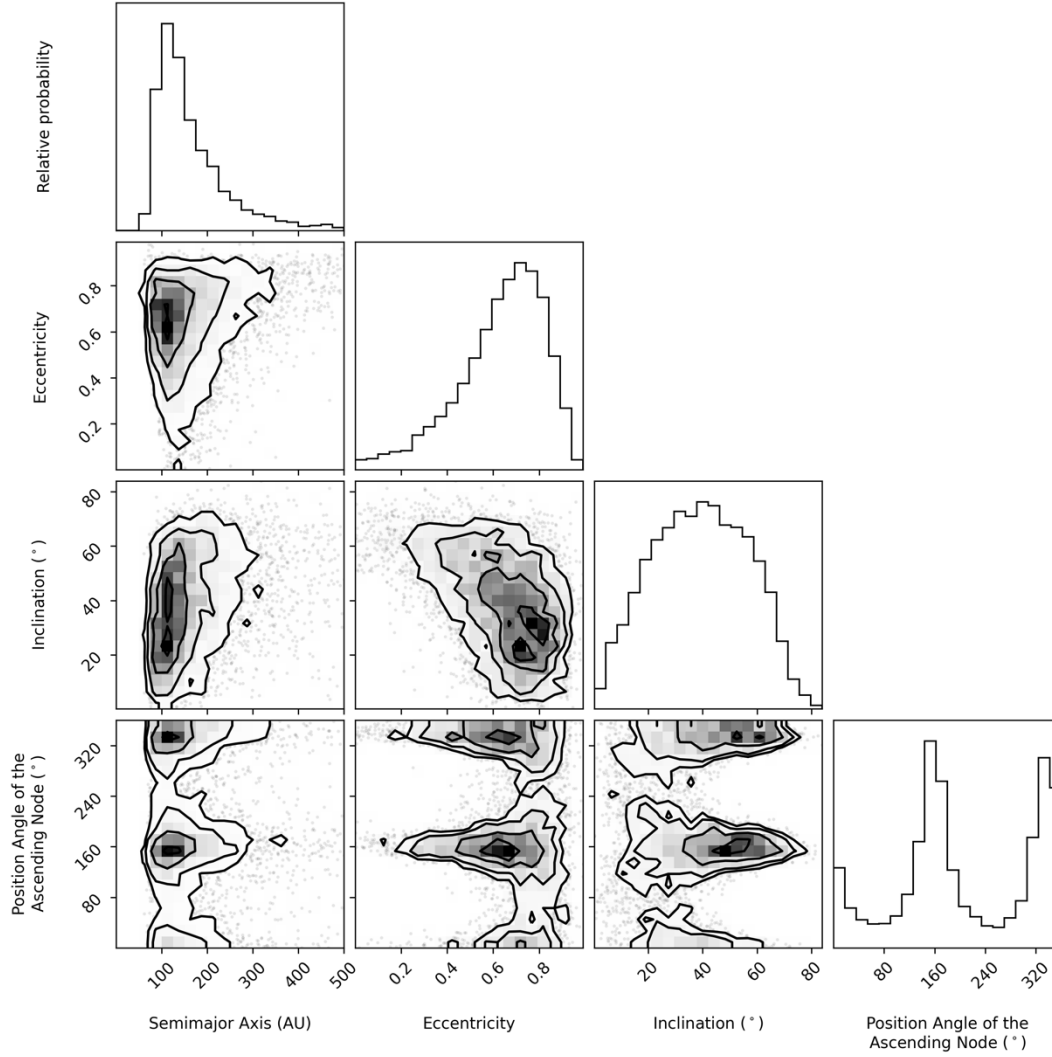 Relative probability
Eccentricity
0.8
0.6
0.4
0.2
Inclination (°)
80
60
40
20
Position Angle of the
Ascending Node (°)
320
240
160
80
100
200
300
400
500
0.2
0.4
0.6
0.8
20
40
60
80
80
160
240
320
Semimajor Axis (AU)
Eccentricity
Inclination (°)
Position Angle of the
Ascending Node (°)